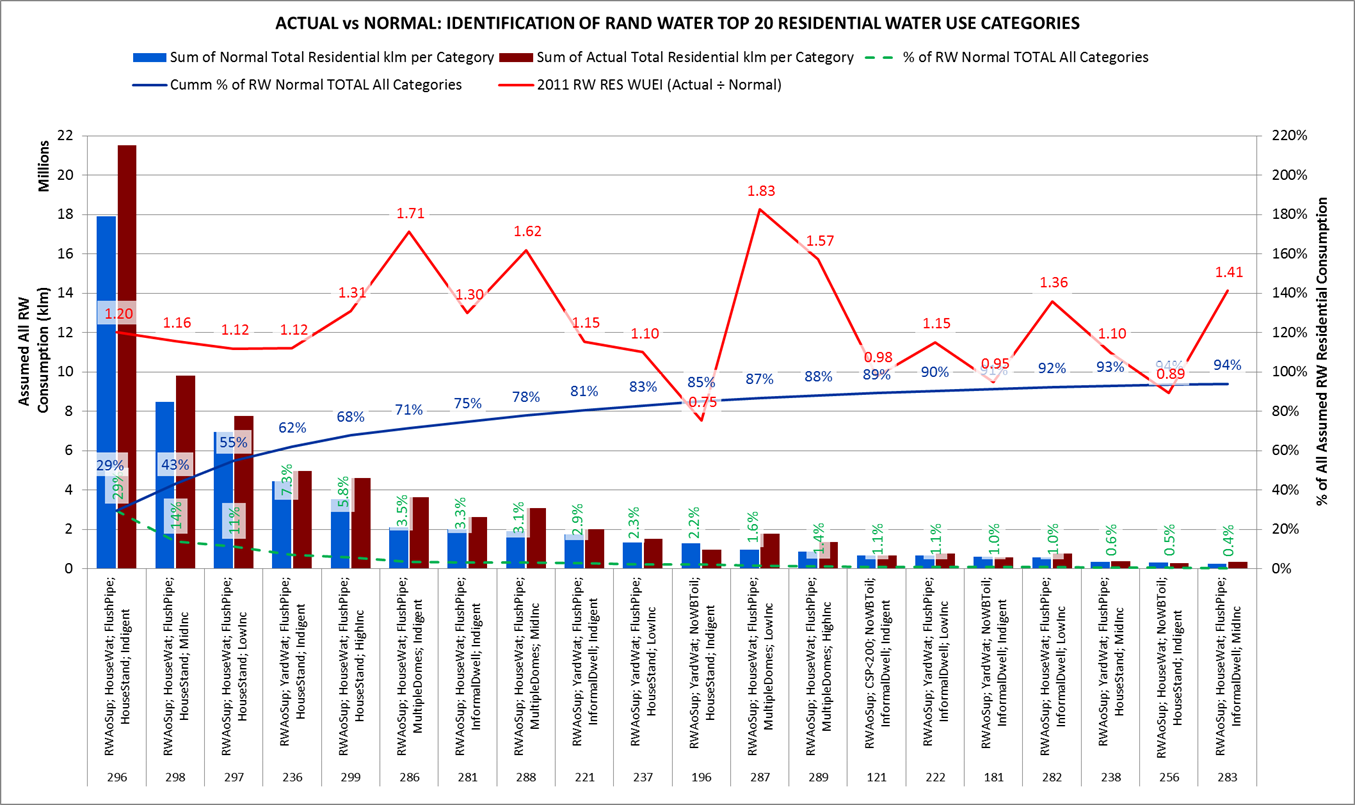 ACTUAL vs NORMAL: IDENTIFICATION OF RAND WATER TOP 20 RESIDENTIAL WATER USE CATEGORIES
Sum of Normal Total Residential klm per Category
Sum of Actual Total Residential klm per Category
% of RW Normal TOTAL All Categories
Cumm % of RW Normal TOTAL All Categories
2011 RW RES WUEI (Actual ÷ Normal)
Millions
Assumed All RW
Consumption (klm)
22
20
18
16
14
12
10
8
6
4
2
0
220%
200%
180%
160%
140%
120%
100%
80%
60%
40%
20%
0%
% of All Assumed RW Residential Consumption
1.20
1.16
1.12
1.12
1.31
1.71
1.30
1.62
1.15
1.10
0.75
1.83
1.57
0.98
1.15
0.95
1.36
1.10
0.89
1.41
29%
43%
55%
62%
68%
71%
75%
78%
81%
83%
85%
87%
88%
89%
90%
91%
92%
93%
94%
94%
29%
14%
11%
7.3%
5.8%
3.5%
3.3%
3.1%
2.9%
2.3%
2.2%
1.6%
1.4%
1.1%
1.1%
1.0%
1.0%
0.6%
0.5%
0.4%
RWAoSup; HouseWat; FlushPipe;
HouseStand; Indigent
RWAoSup; HouseWat; FlushPipe;
HouseStand; MidInc
RWAoSup; HouseWat; FlushPipe;
HouseStand; LowInc
RWAoSup; YardWat; FlushPipe;
HouseStand; Indigent
RWAoSup; HouseWat; FlushPipe;
HouseStand; HighInc
RWAoSup; HouseWat; FlushPipe;
MultipleDomes; Indigent
RWAoSup; HouseWat; FlushPipe;
InformalDwell; Indigent
RWAoSup; HouseWat; FlushPipe;
MultipleDomes; MidInc
RWAoSup; YardWat; FlushPipe;
InformalDwell; Indigent
RWAoSup; YardWat; FlushPipe;
HouseStand; LowInc
RWAoSup; YardWat; NoWBToil;
HouseStand; Indigent
RWAoSup; HouseWat; FlushPipe;
MultipleDomes; LowInc
RWAoSup; HouseWat; FlushPipe;
MultipleDomes; HighInc
RWAoSup; CSP<200; NoWBToil;
InformalDwell; Indigent
RWAoSup; YardWat; FlushPipe;
InformalDwell; LowInc
RWAoSup; YardWat; NoWBToil;
InformalDwell; Indigent
RWAoSup; HouseWat; FlushPipe;
InformalDwell; LowInc
RWAoSup; YardWat; FlushPipe;
HouseStand; MidInc
RWAoSup; HouseWat; NoWBToil;
HouseStand; Indigent
RWAoSup; HouseWat; FlushPipe;
InformalDwell; MidInc
296
298
297
236
299
286
281
288
221
237
196
287
289
121
222
181
282
238
256
283